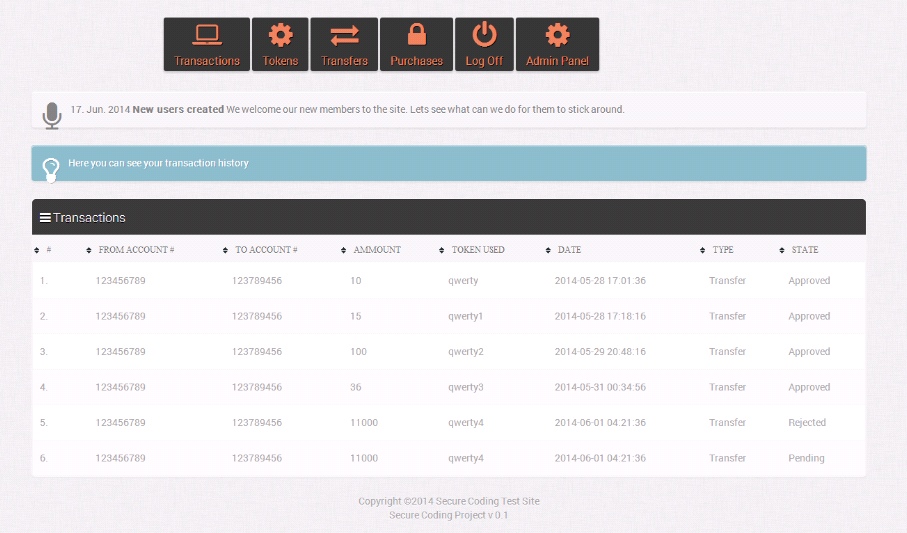 Transactions Tokens Transfers Purchases Log Off Admin Panel
17. Jun. 2014 New users created We welcome our new members to the site. Lets see what can we do for them to stick around.
Here you can see your transaction history
Transactions
# FROM ACCOUNT # TO ACCOUNT # AMMOUNT TOKEN USED DATE TYPE STATE
1. 123456789 123789456 10 qwerty 2014-05-28 17:01:36 Transfer Approved
2. 123456789 123789456 15 qwerty1 2014-05-28 17:18:16 Transfer Approved
3. 123456789 123789456 100 qwerty2 2014-05-29 20:48:16 Transfer Approved
4. 123456789 123789456 36 qwerty3 2014-05-31 00:34:56 Transfer Approved
5. 123456789 123789456 11000 qwerty4 2014-06-01 04:21:36 Transfer Rejected
6. 123456789 123789456 11000 qwerty4 2014-06-01 04:21:36 Transfer Pending
Copyright ©2014 Secure Coding Test Site
Secure Coding Project v 0.1